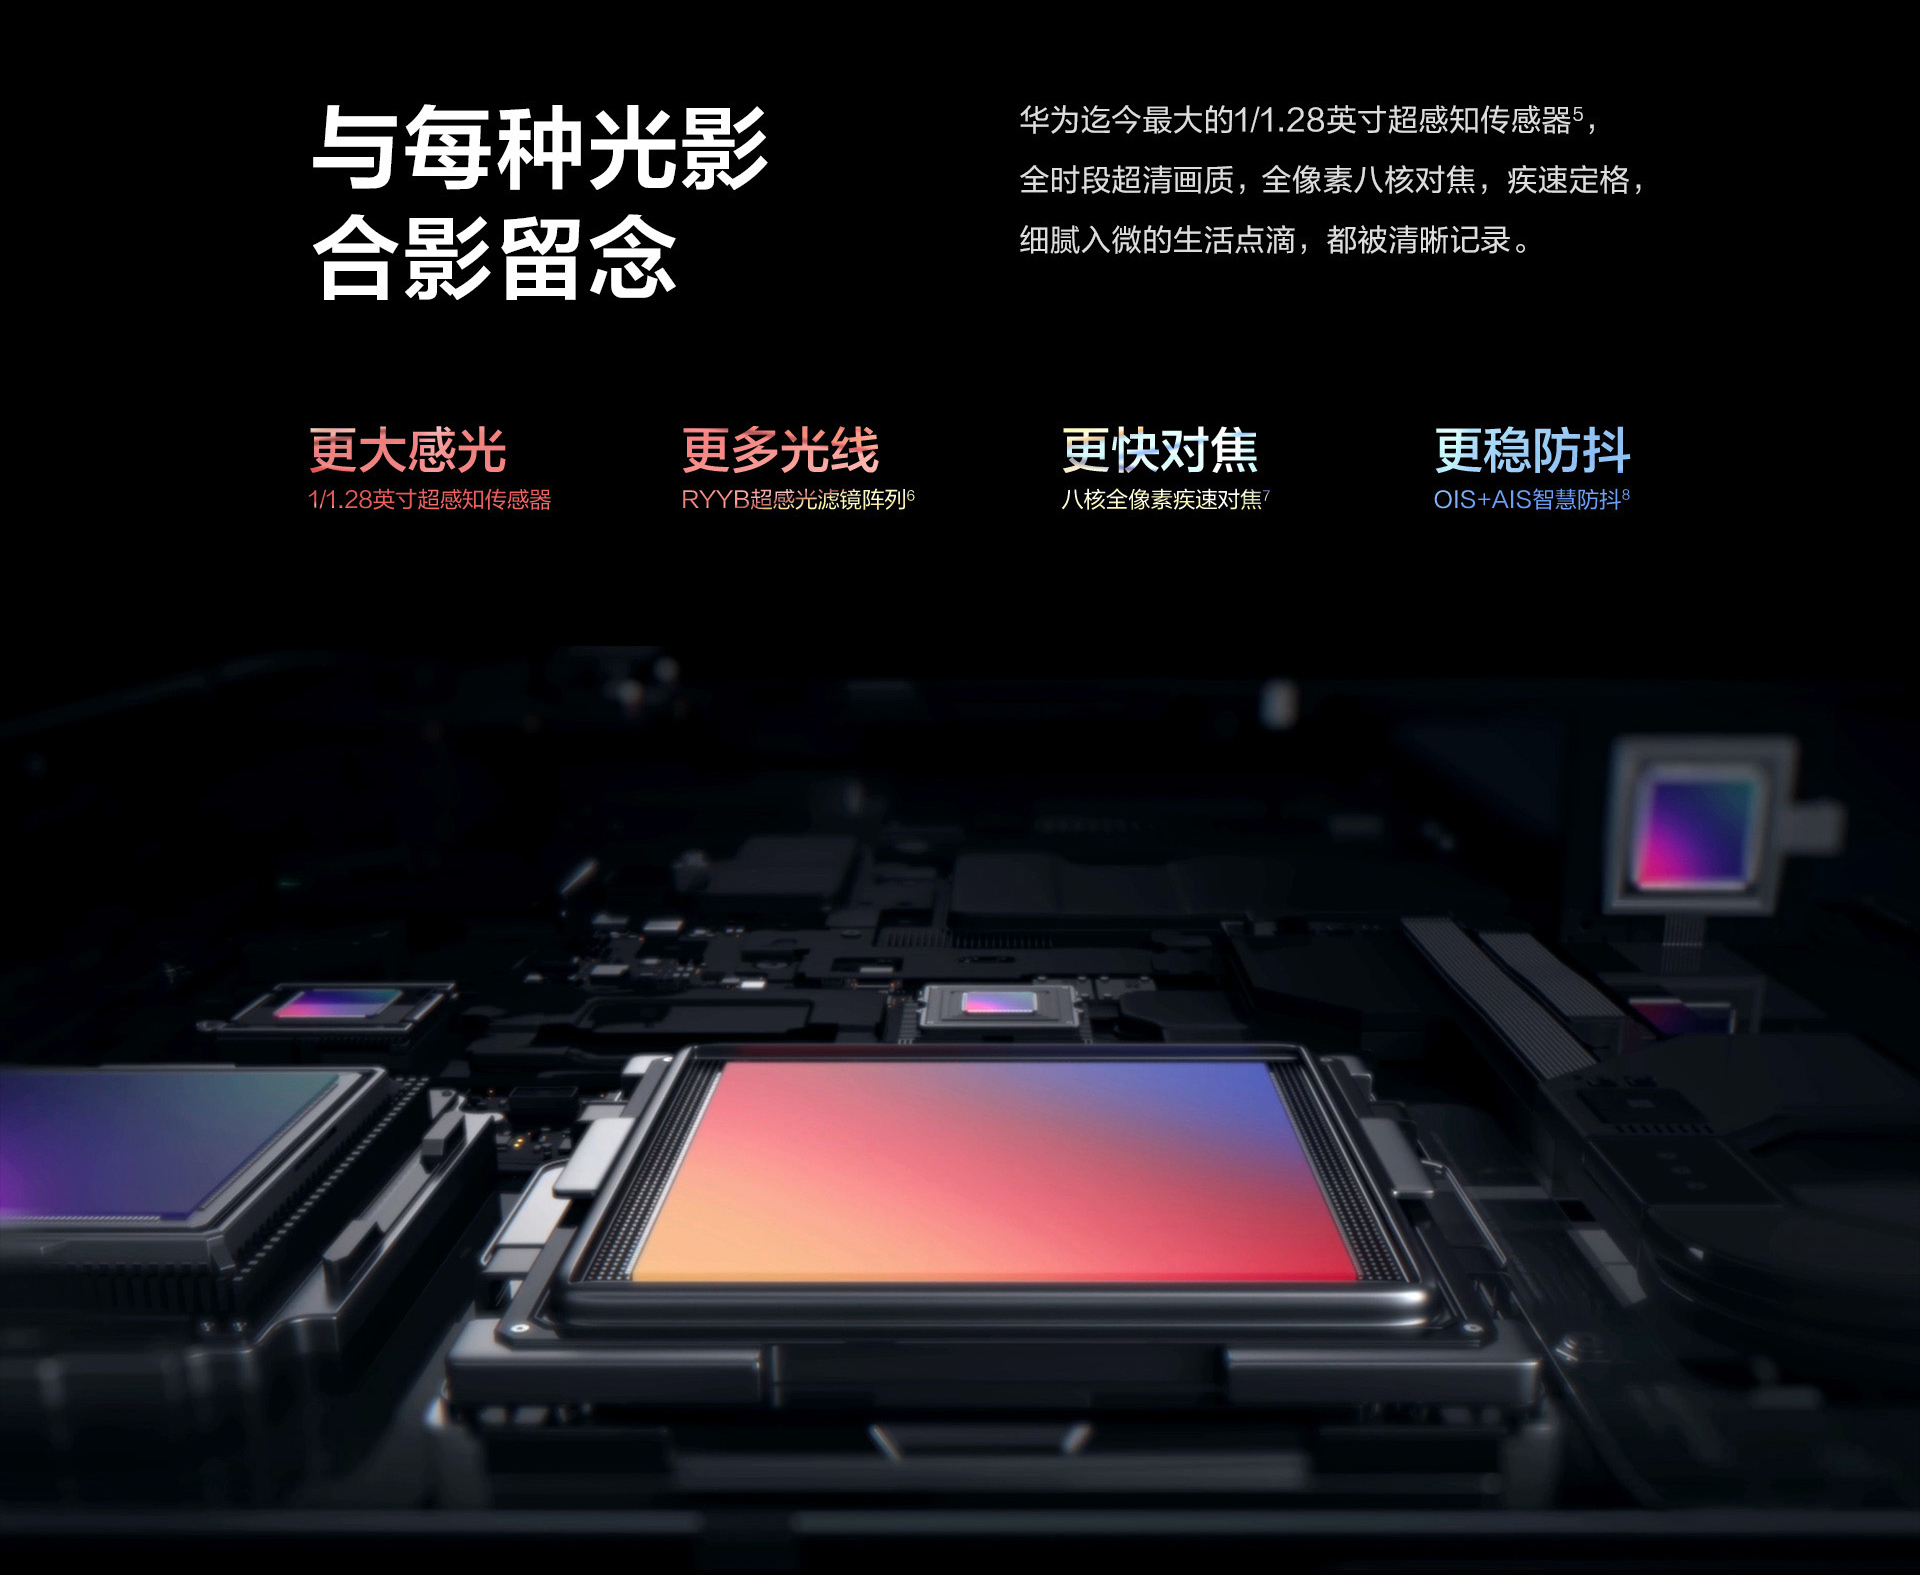 与每种光影
合影留念
华为迄今最大的1/1.28英寸超感知传感器5，
全时段超清画质，全像素八核对焦，疾速定格，
细腻入微的生活点滴，都被清晰记录。
更大感光
1/1.28英寸超感知传感器
更多光线
RYYB超感光滤镜阵列6
更快对焦
八核全像素疾速对焦7
更稳防抖
OIS+AIS智慧防抖8